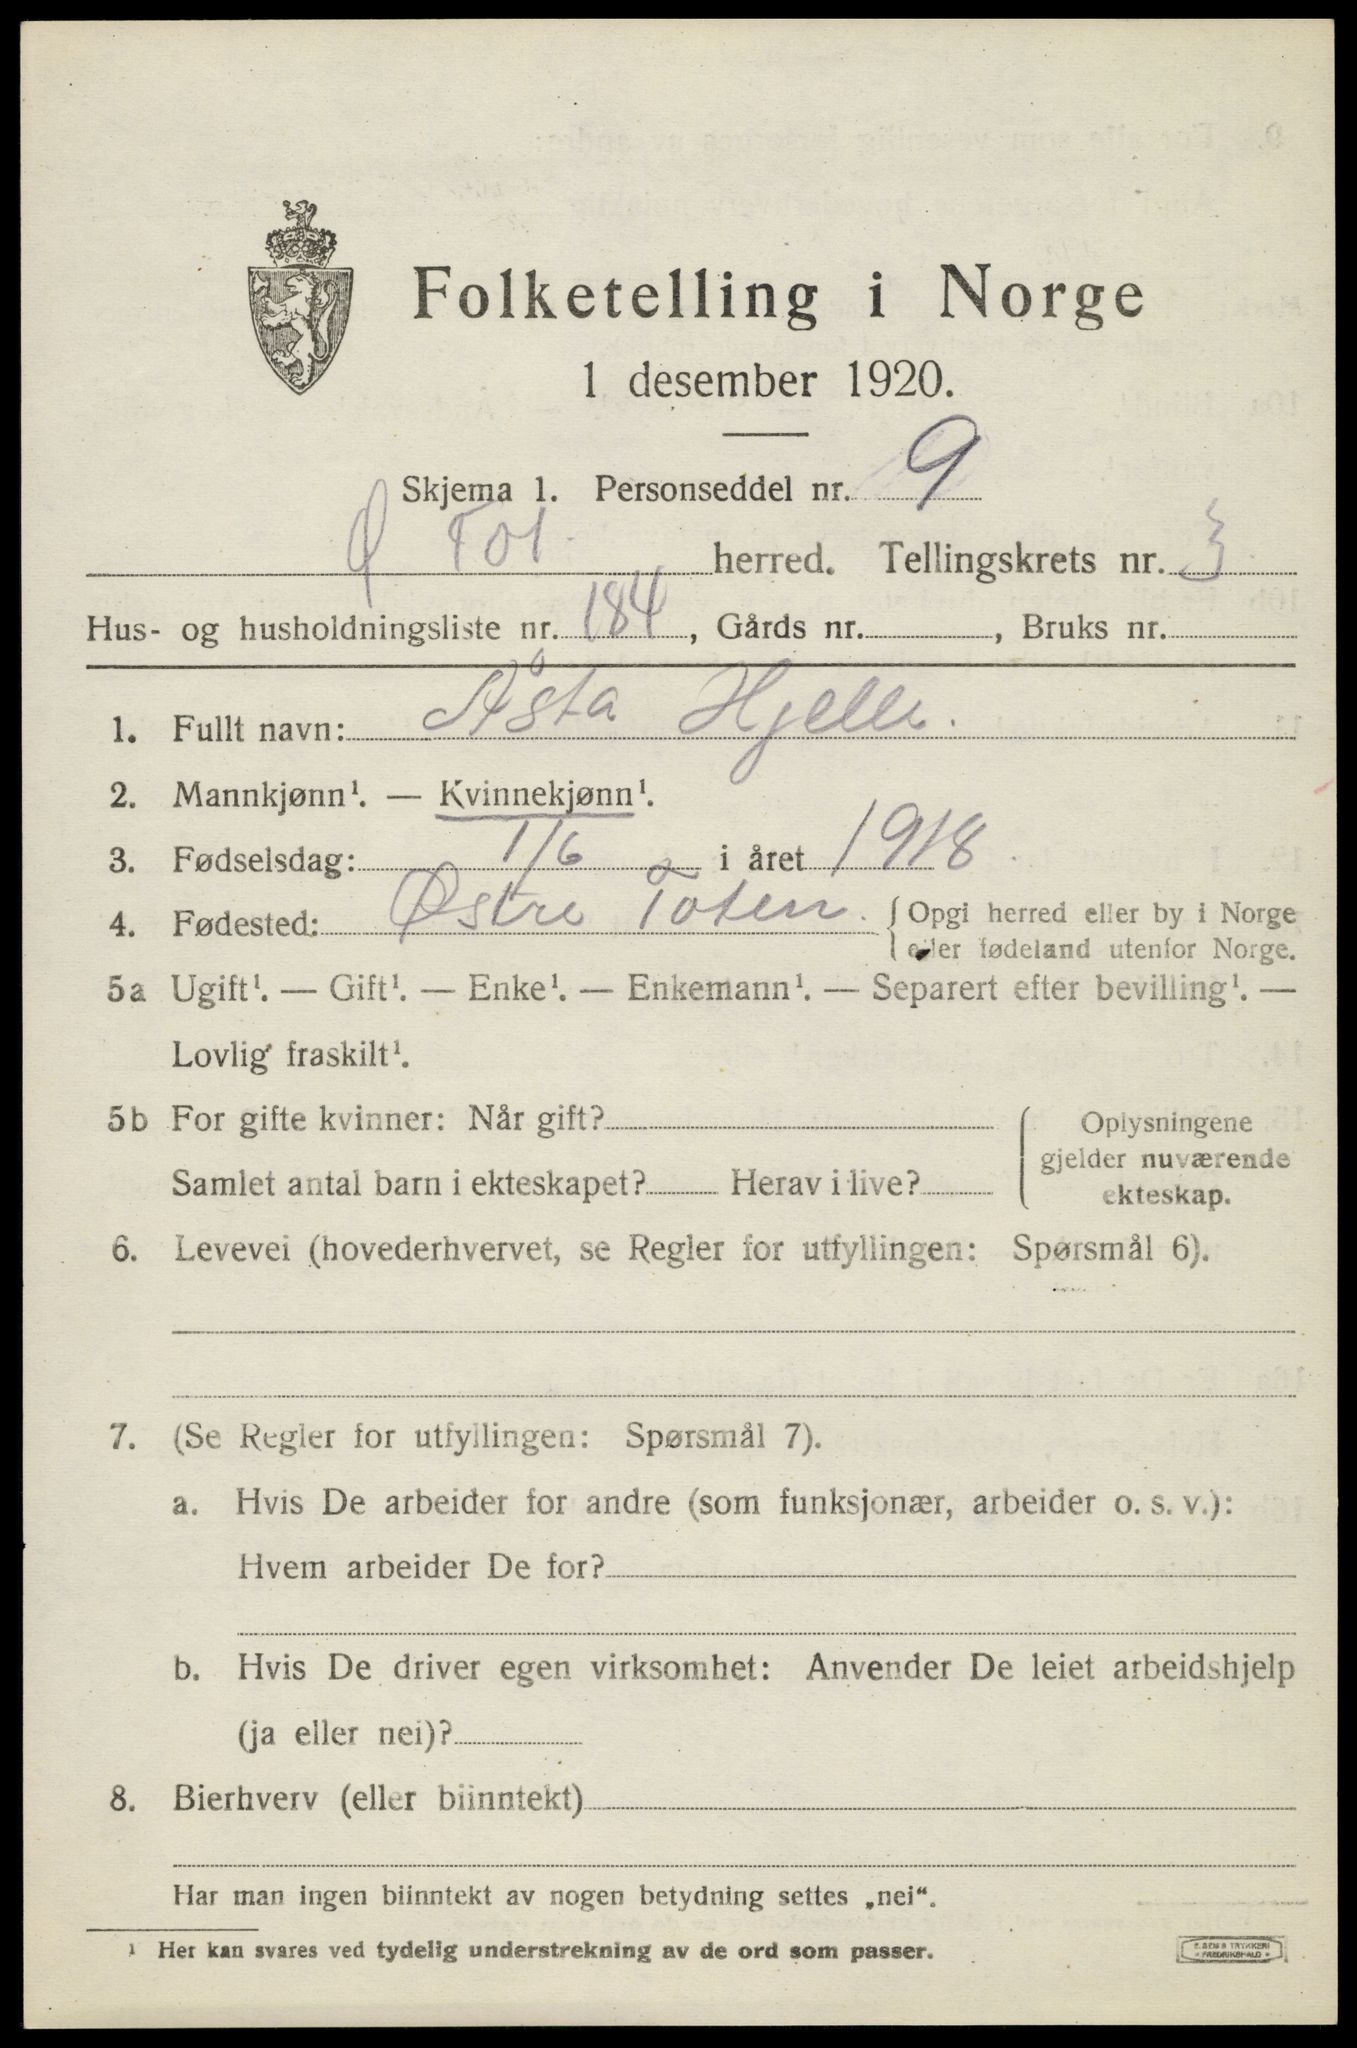 Folketelling i Norge
1 desember 1920.
Skjema 1. Personseddel nr. 9
Ø Tot. herred. Tellingskrets nr. 3
Hus- og husholdningsliste nr. 184, Gårds nr. , Bruks nr.
1. Fullt navn: Åsta Hjelle.
2. Mannkjønn¹. — Kvinnekjønn¹.
3. Fødselsdag: 1/6 i året 1918.
4. Fødested: Østre Toten. { Opgi herred eller by i Norge
eller fødeland utenfor Norge.
5a Ugift¹. — Gift¹. — Enke¹. — Enkemann¹. — Separert efter bevilling¹. —
Lovlig fraskilt¹.
5b For gifte kvinner: Når gift?
Samlet antal barn i ekteskapet? Herav i live?
Oplysningene
gjelder nuværende
ekteskap.
6. Levevei (hovederhvervet, se Regler for utfyllingen: Spørsmål 6).
7. (Se Regler for utfyllingen: Spørsmål 7).
a. Hvis De arbeider for andre (som funksjonær, arbeider o. s. v.):
Hvem arbeider De for?
b. Hvis De driver egen virksomhet: Anvender De leiet arbeidshjelp
(ja eller nei)?
8. Bierhverv (eller biinntekt)
Har man ingen biinntekt av nogen betydning settes „nei“.
¹ Her kan svares ved tydelig understrekning av de ord som passer.